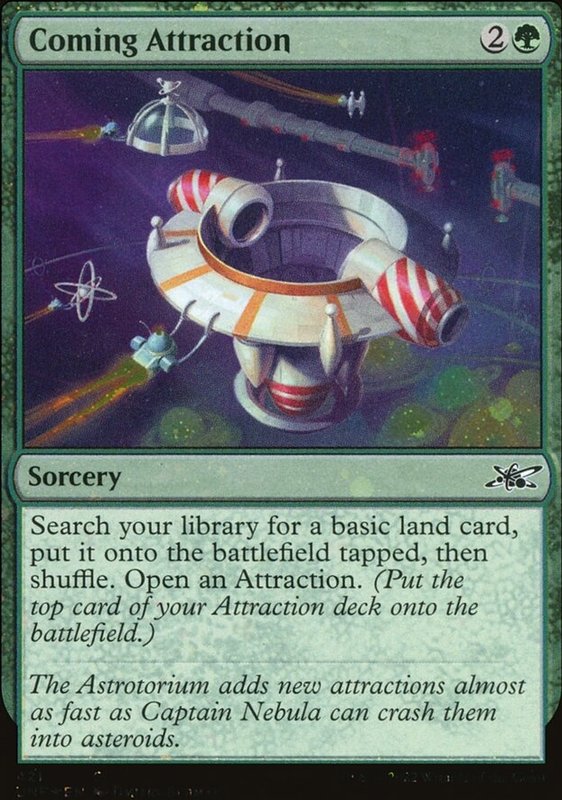 Coming Attraction 2
Sorcery
Search your library for a basic land card,
put it onto the battlefield tapped, then
shuffle. Open an Attraction. (Put the
top card of your Attraction deck onto the
battlefield.)
The Astrotorium adds new attractions almost
as fast as Captain Nebula can crash them
into asteroids.